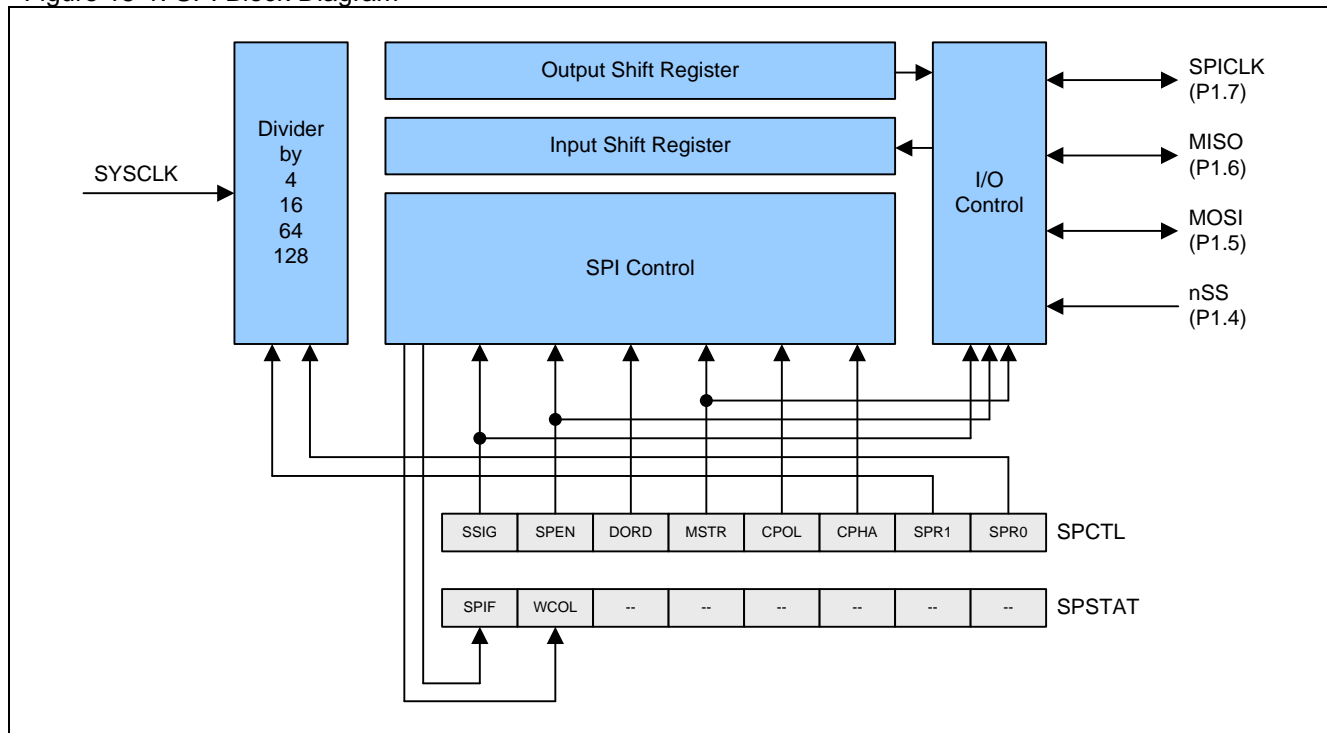 Output Shift Register
Input Shift Register
SPI Control
Divider
by
4
16
64
128
SYSCLK
I/O
Control
SPICLK
(P1.7)
MISO
(P1.6)
MOSI
(P1.5)
nSS
(P1.4)
SSIG SPEN DORD MSTR CPOL CPHA SPR1 SPR0 SPCTL
SPIF WCOL -- -- -- -- -- -- SPSTAT